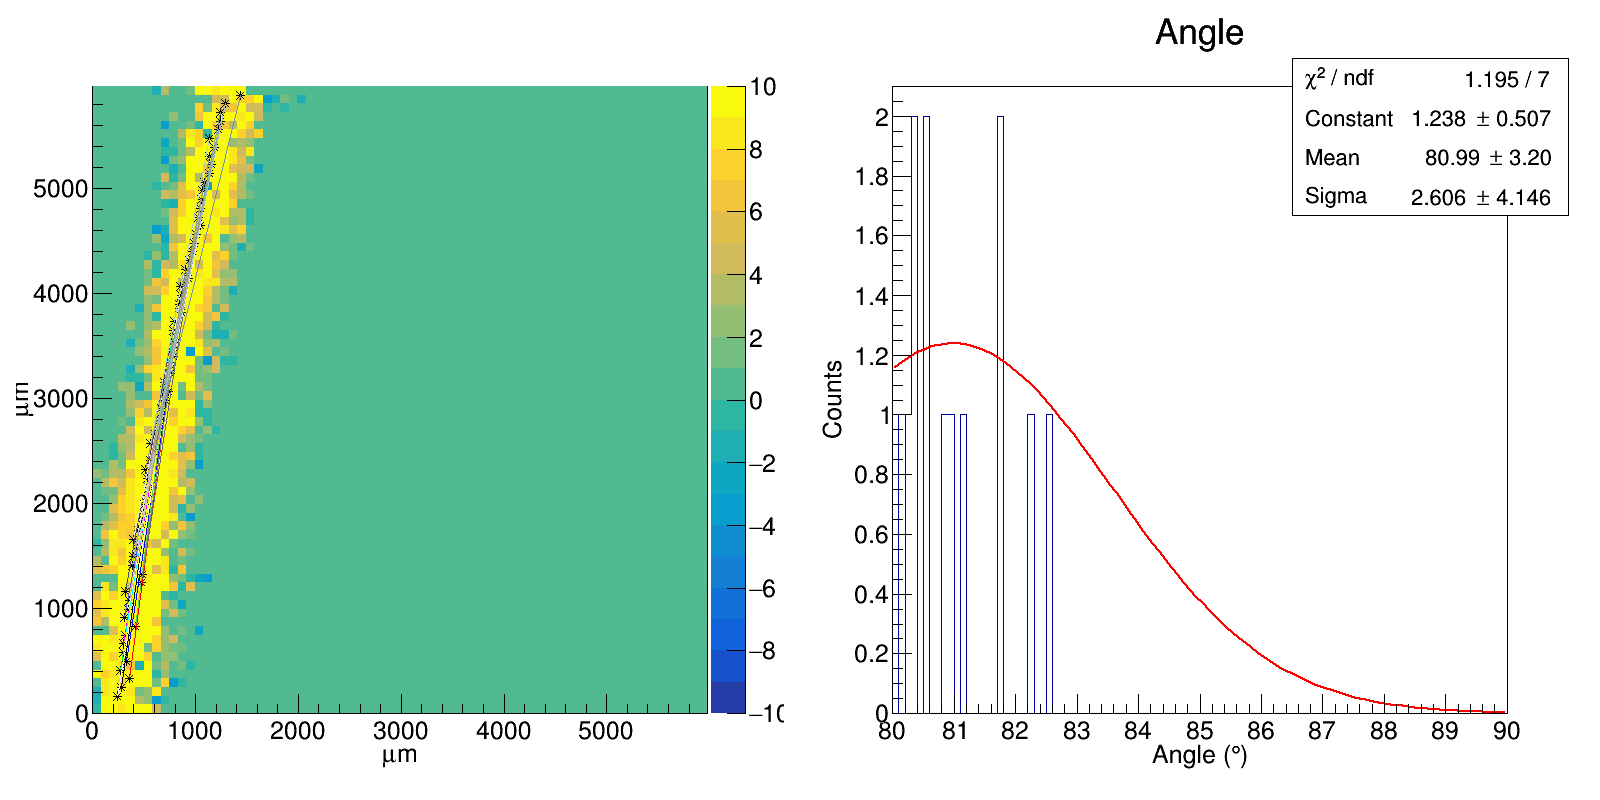 Angle
χ² / ndf 1.195 / 7
Constant 1.238 ± 0.507
Mean 80.99 ± 3.20
Sigma 2.606 ± 4.146
5000
4000
3000
2000
1000
0
μm
0 1000 2000 3000 4000 5000
μm
10
8
6
4
2
0
−2
−4
−6
−8
−10
2
1.8
1.6
1.4
1.2
1
0.8
0.6
0.4
0.2
0
Counts
80 81 82 83 84 85 86 87 88 89 90
Angle (°)